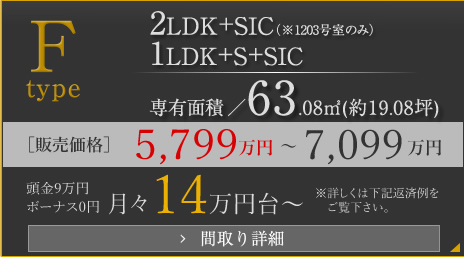 F
type
2LDK+SIC(※1203号室のみ)
1LDK+S+SIC
専有面積／63.08㎡(約19.08坪)
［販売価格］ 5,799万円 ～ 7,099万円
頭金9万円
ボーナス0円
月々14万円台～
※詳しくは下記返済例を
ご覧下さい。
› 間取り詳細